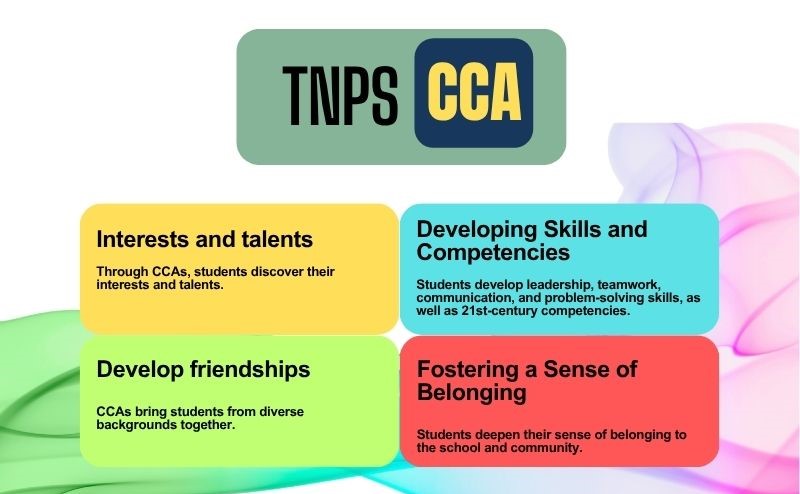 TNPS CCA
Interests and talents
Through CCAs, students discover their
interests and talents.
Developing Skills and
Competencies
Students develop leadership, teamwork,
communication, and problem-solving skills, as
well as 21st-century competencies.
Develop friendships
CCAs bring students from diverse
backgrounds together.
Fostering a Sense of
Belonging
Students deepen their sense of belonging to
the school and community.